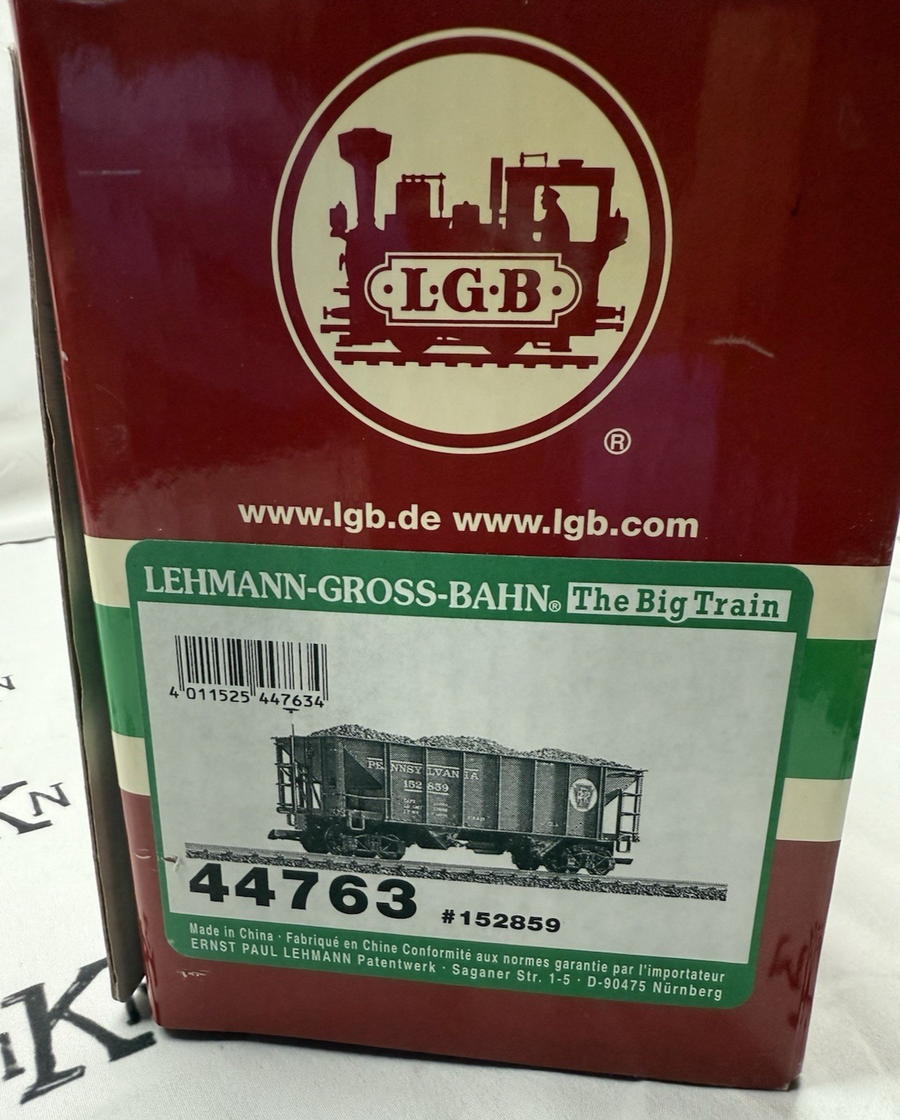 ·L·G·B·
®
www.lgb.de www.lgb.com
LEHMANN-GROSS-BAHN® The Big Train
4 011525 447634
PENNSYLVANIA
152859
44763 #152859
Made in China · Fabriqué en Chine Conformité aux normes garantie par l'importateur
ERNST PAUL LEHMANN Patentwerk · Saganer Str. 1-5 · D-90475 Nürnberg